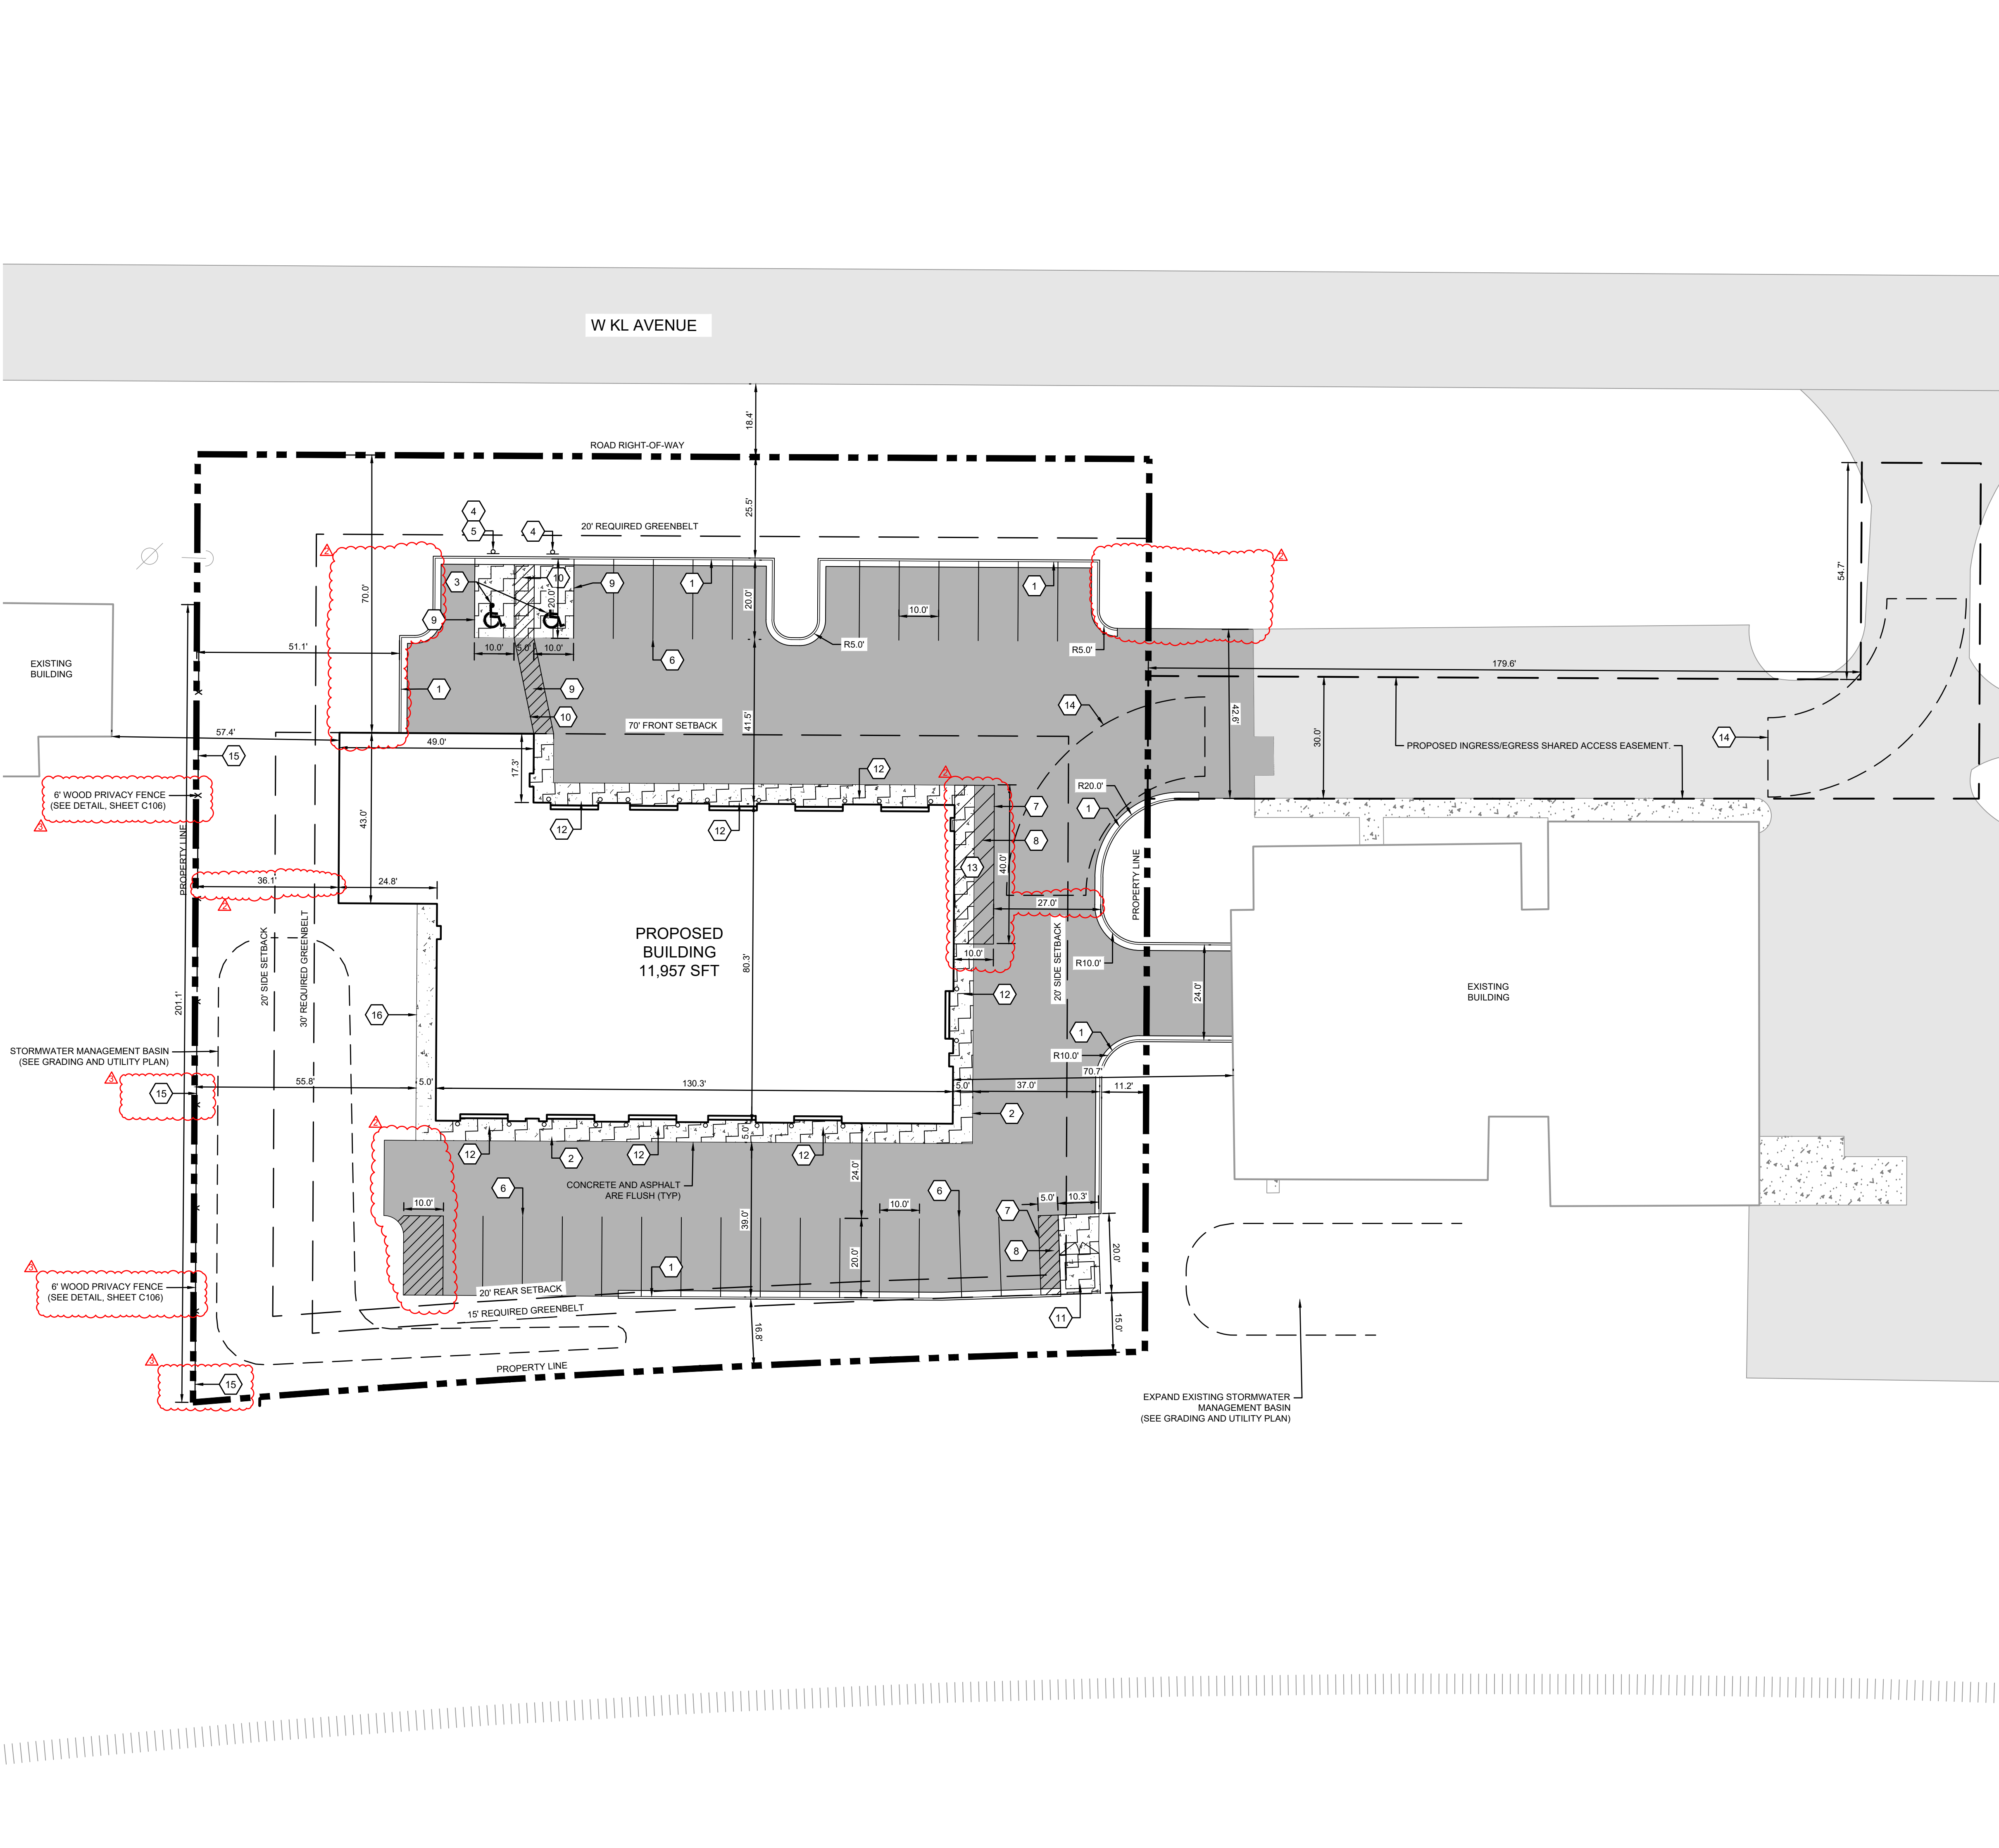 W KL AVENUE
18.4'
ROAD RIGHT-OF-WAY
25.5'
4
5
4
20' REQUIRED GREENBELT
2
2
54.7'
70.0'
3
10
9
1
1
20.0'
20.0'
9
10.0'
10.0'
5.0'
10.0'
R5.0'
R5.0'
51.1'
6
EXISTING
BUILDING
179.6'
1
9
14
10
70' FRONT SETBACK
41.5'
42.6'
30.0'
57.4'
49.0'
15
17.3'
PROPOSED INGRESS/EGRESS SHARED ACCESS EASEMENT.
14
12
2
R20.0'
6' WOOD PRIVACY FENCE
(SEE DETAIL, SHEET C106)
3
7
1
43.0'
12
12
8
PROPERTY LINE
PROPERTY LINE
13
40.0'
36.1'
24.8'
2
27.0'
20' SIDE SETBACK
30' REQUIRED GREENBELT
PROPOSED
BUILDING
11,957 SFT
80.3'
20' SIDE SETBACK
10.0'
R10.0'
201.1'
12
24.0'
EXISTING
BUILDING
16
1
STORMWATER MANAGEMENT BASIN
(SEE GRADING AND UTILITY PLAN)
R10.0'
70.7'
3
15
55.8'
5.0'
130.3'
5.0'
37.0'
11.2'
2
2
5.0'
12
2
12
12
24.0'
CONCRETE AND ASPHALT
ARE FLUSH (TYP)
6
6
10.0'
10.0'
5.0'
10.3'
7
39.0'
8
20.0'
20.0'
3
1
6' WOOD PRIVACY FENCE
(SEE DETAIL, SHEET C106)
20' REAR SETBACK
15' REQUIRED GREENBELT
11
16.8'
15.0'
3
PROPERTY LINE
15
EXPAND EXISTING STORMWATER
MANAGEMENT BASIN
(SEE GRADING AND UTILITY PLAN)